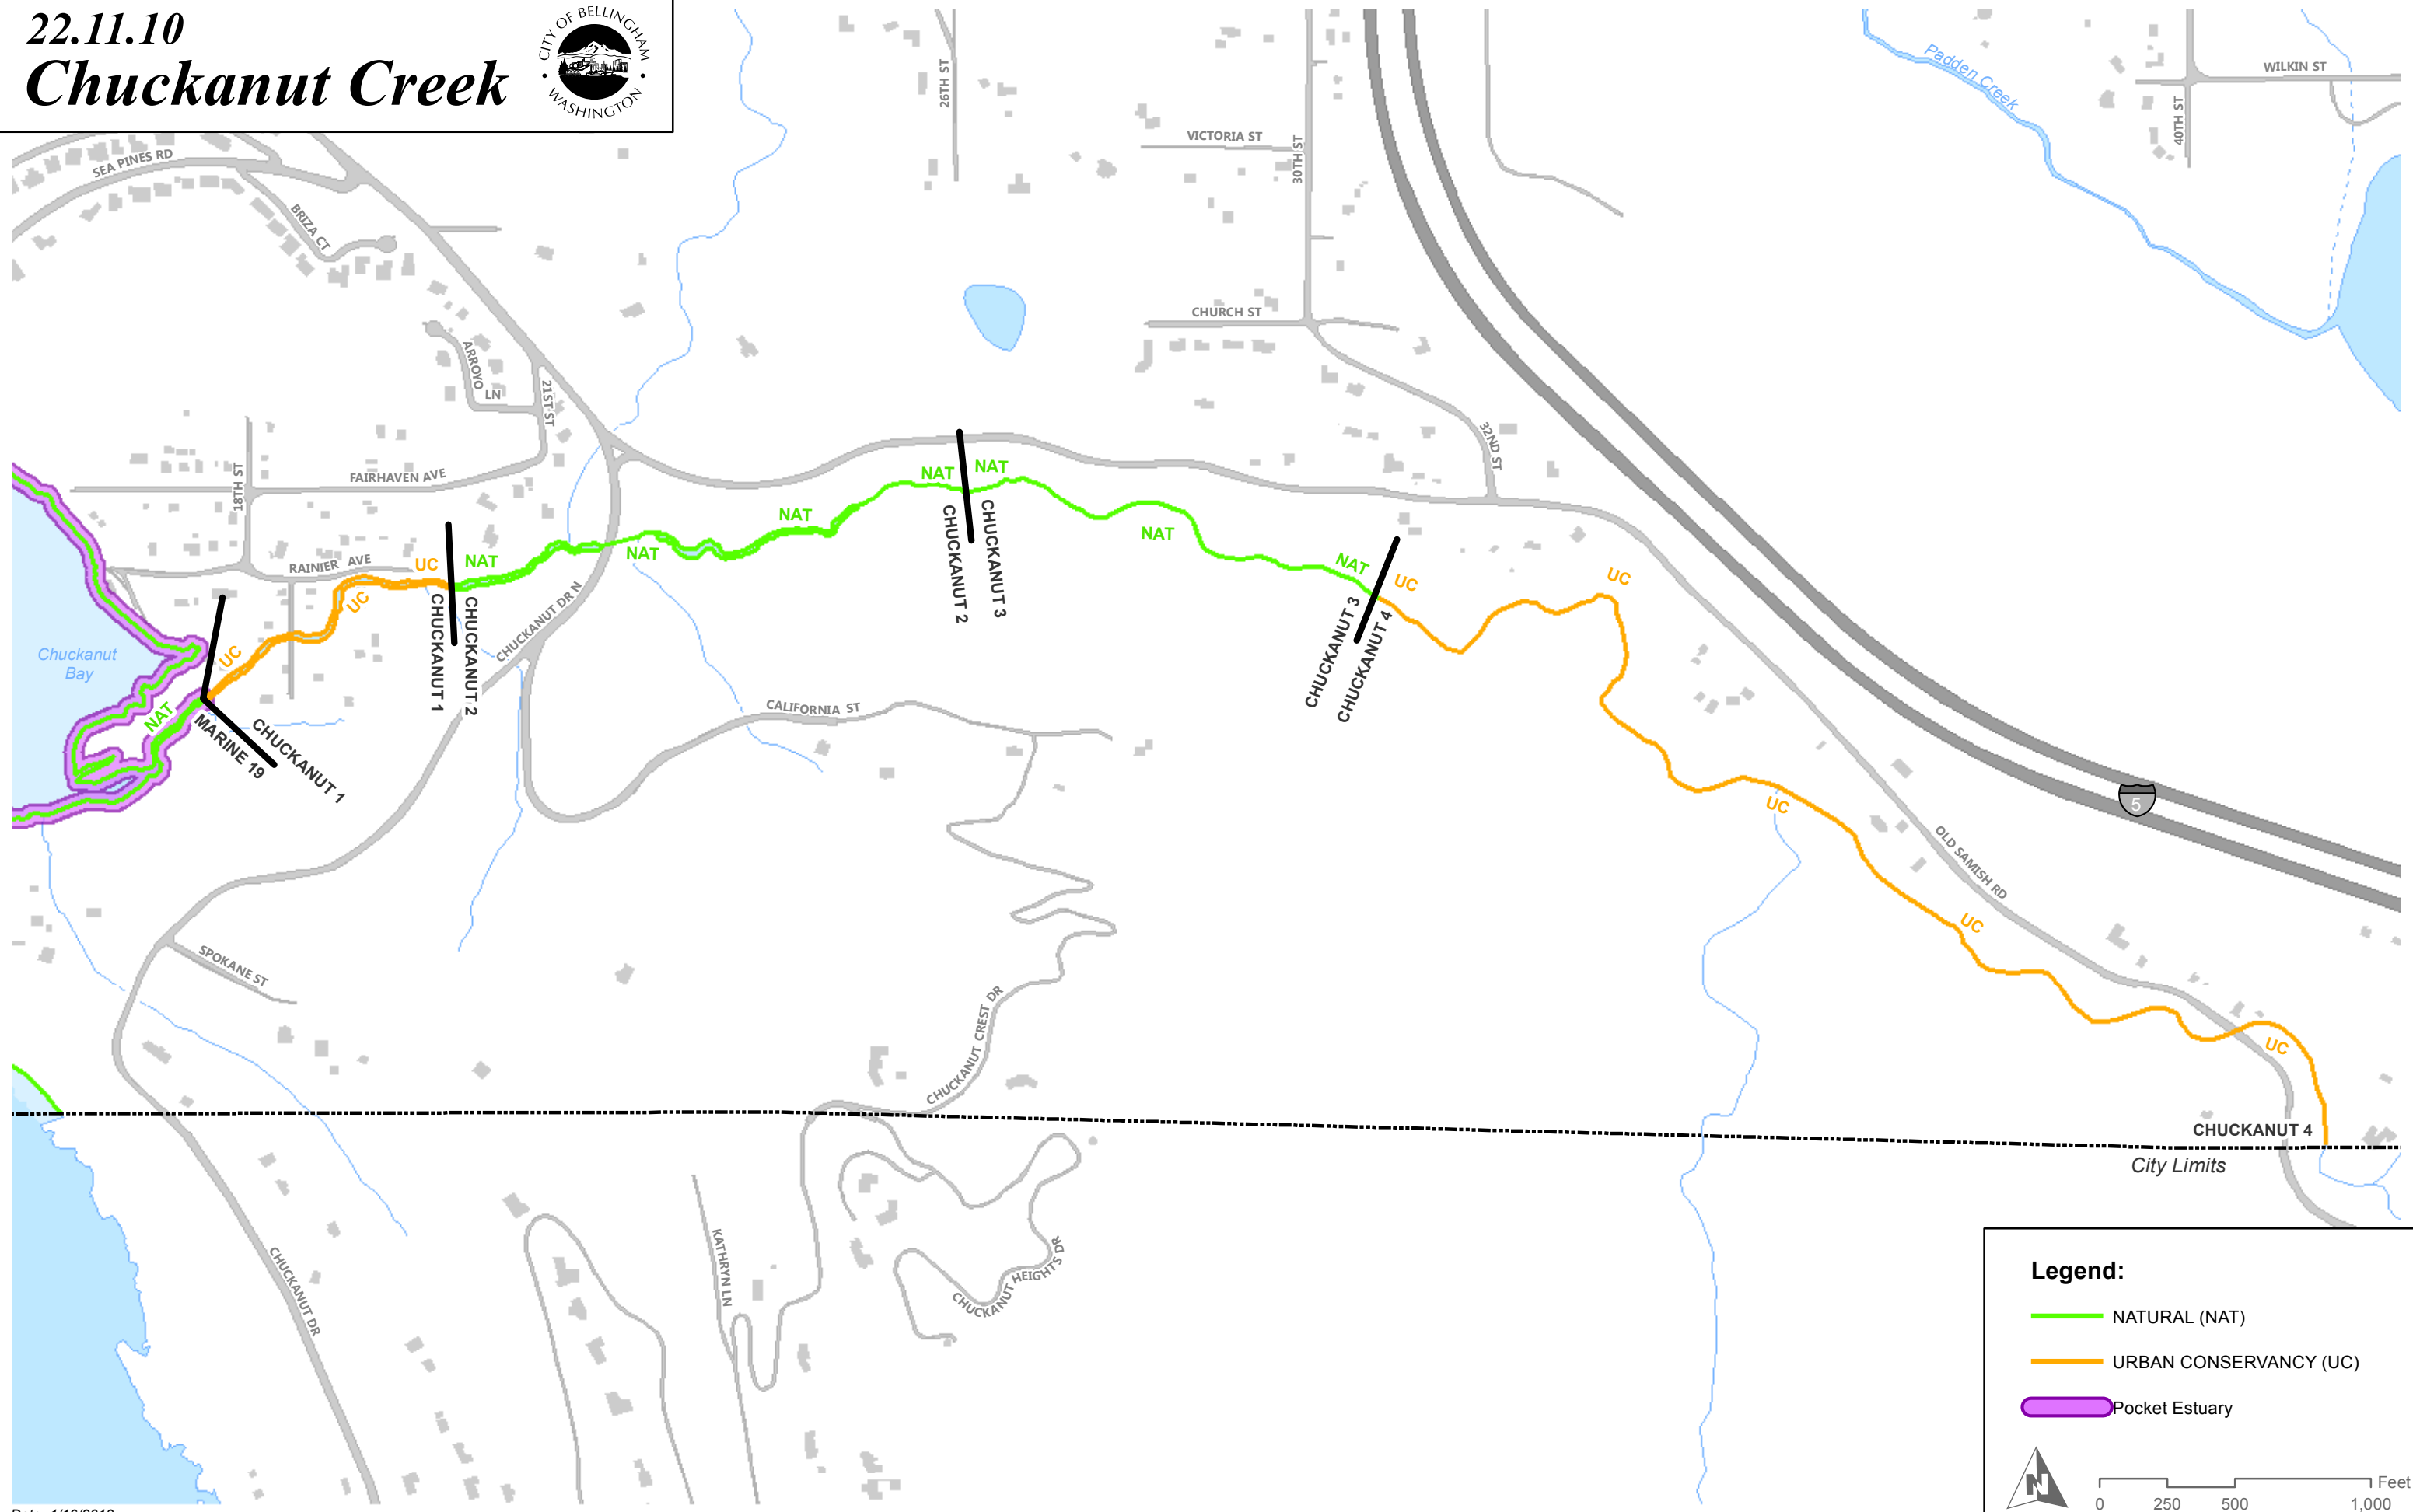 22.11.10
Chuckanut Creek
CITY OF BELLINGHAM
WASHINGTON
Padden Creek
WILKIN ST
40TH ST
26TH ST
VICTORIA ST
30TH ST
SEA PINES RD
BRIZA CT
CHURCH ST
ARROYO
LN
21ST ST
32ND ST
18TH ST
FAIRHAVEN AVE
NAT
NAT
NAT
NAT
NAT
NAT
NAT
CHUCKANUT 2
CHUCKANUT 3
RAINIER AVE
UC
UC
UC
CHUCKANUT 1
CHUCKANUT 2
CHUCKANUT DR N
CHUCKANUT 3
CHUCKANUT 4
UC
UC
Chuckanut
Bay
NAT
MARINE 19
CHUCKANUT 1
CALIFORNIA ST
UC
5
OLD SAMISH RD
UC
SPOKANE ST
CHUCKANUT CREST DR
UC
CHUCKANUT 4
City Limits
CHUCKANUT DR
KATHRYN LN
CHUCKANUT HEIGHTS DR
Legend:
NATURAL (NAT)
URBAN CONSERVANCY (UC)
Pocket Estuary
N
Feet
0 250 500 1,000